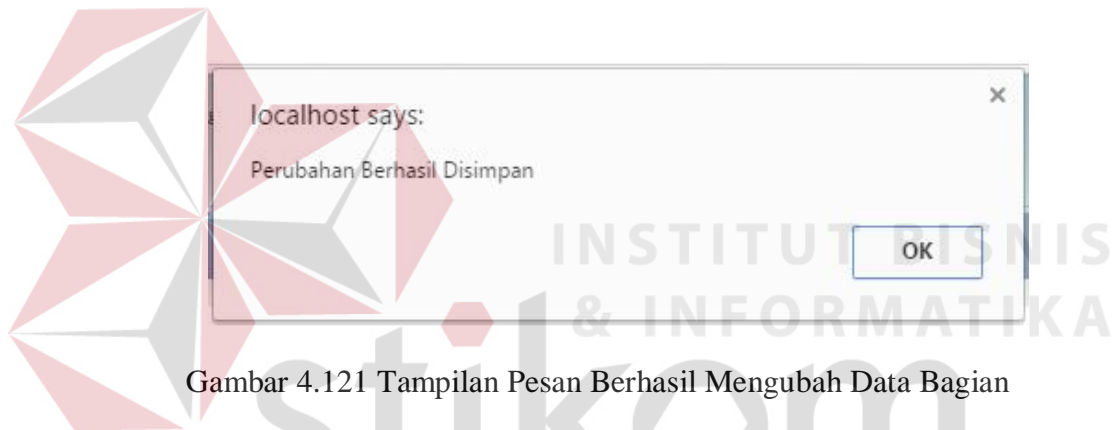 localhost says:
Perubahan Berhasil Disimpan
INSTITUT BISNIS
OK
& INFORMATIKA
Gambar 4.121 Tampilan Pesan Berhasil Mengubah Data Bagian
stikom